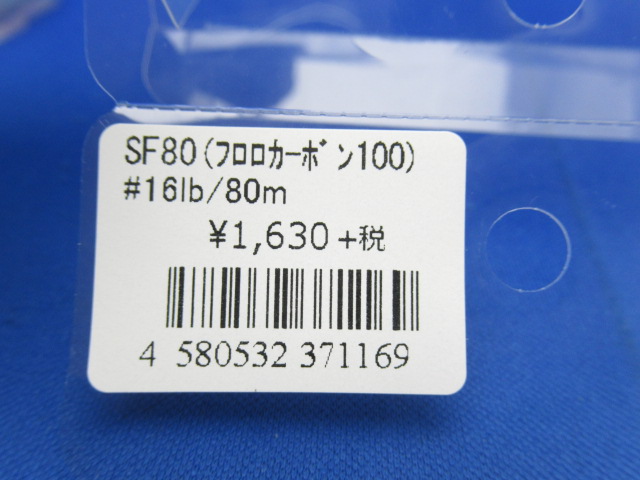 SF80(ﾌﾛﾛｶｰﾎﾞﾝ100)
#16lb/80m
¥1,630+税
4 580532 371169